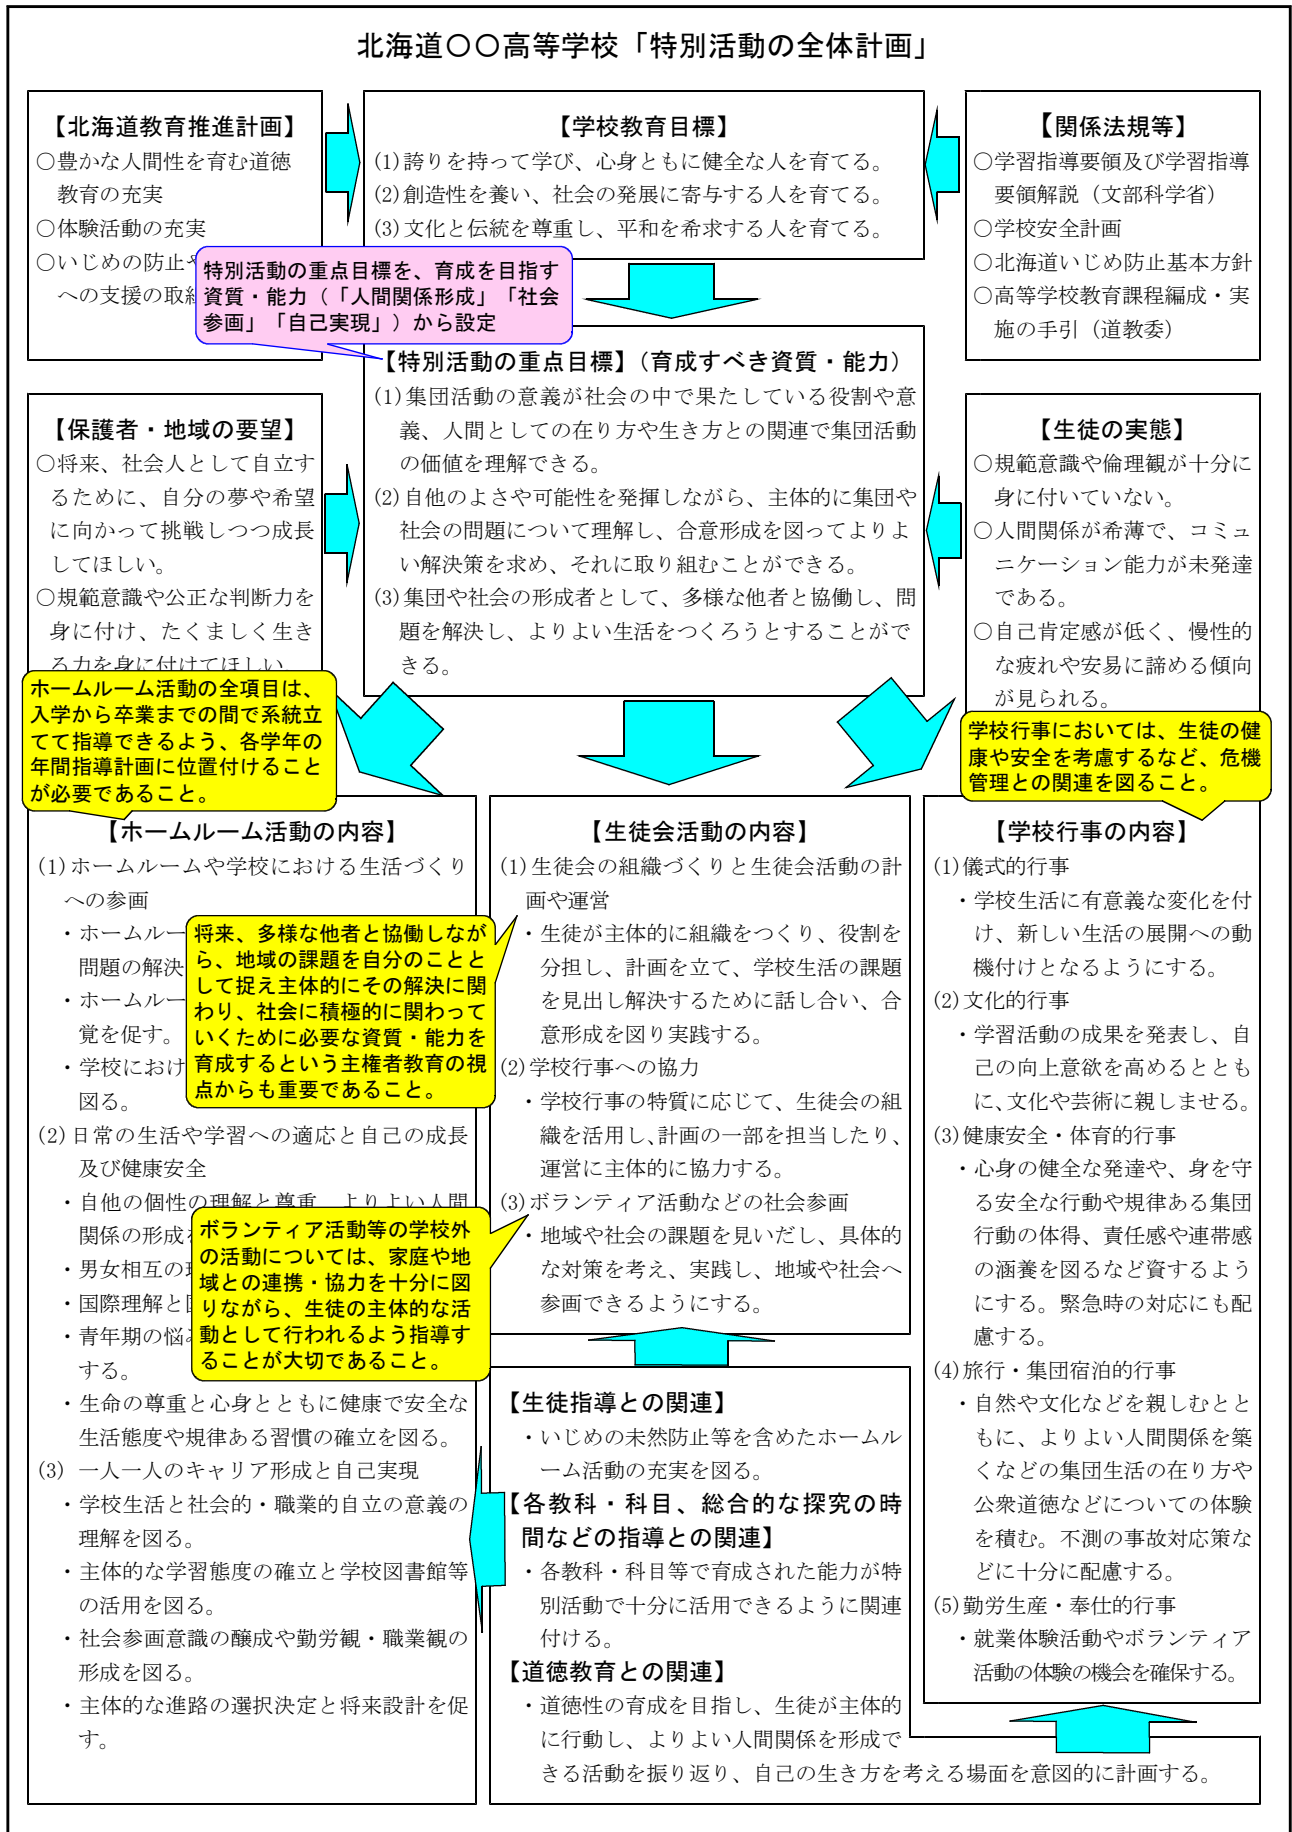 北海道〇〇高等学校「特別活動の全体計画」
【北海道教育推進計画】
○豊かな人間性を育む道徳
教育の充実
○体験活動の充実
○いじめの防止や
への支援の取組
【学校教育目標】
(1)誇りを持って学び、心身ともに健全な人を育てる。
(2)創造性を養い、社会の発展に寄与する人を育てる。
(3)文化と伝統を尊重し、平和を希求する人を育てる。
【関係法規等】
○学習指導要領及び学習指導
要領解説（文部科学省）
○学校安全計画
○北海道いじめ防止基本方針
○高等学校教育課程編成・実
施の手引（道教委）
特別活動の重点目標を、育成を目指す
資質・能力（「人間関係形成」「社会
参画」「自己実現」）から設定
【特別活動の重点目標】（育成すべき資質・能力）
(1)集団活動の意義が社会の中で果たしている役割や意
義、人間としての在り方や生き方との関連で集団活動
の価値を理解できる。
(2)自他のよさや可能性を発揮しながら、主体的に集団や
社会の問題について理解し、合意形成を図ってよりよ
い解決策を求め、それに取り組むことができる。
(3)集団や社会の形成者として、多様な他者と協働し、問
題を解決し、よりよい生活をつくろうとすることがで
きる。
【保護者・地域の要望】
○将来、社会人として自立す
るために、自分の夢や希望
に向かって挑戦しつつ成長
してほしい。
○規範意識や公正な判断力を
身に付け、たくましく生き
る力を身に付けてほしい。
【生徒の実態】
○規範意識や倫理観が十分に
身に付いていない。
○人間関係が希薄で、コミュ
ニケーション能力が未発達
である。
○自己肯定感が低く、慢性的
な疲れや安易に諦める傾向
が見られる。
ホームルーム活動の全項目は、
入学から卒業までの間で系統立
てて指導できるよう、各学年の
年間指導計画に位置付けること
が必要であること。
学校行事においては、生徒の健
康や安全を考慮するなど、危機
管理との関連を図ること。
【ホームルーム活動の内容】
(1)ホームルームや学校における生活づくり
への参画
・ホームルー
問題の解決
・ホームルー
覚を促す。
・学校におけ
図る。
(2)日常の生活や学習への適応と自己の成長
及び健康安全
・自他の個性の理解と尊重、よりよい人間
関係の形成
・男女相互の
・国際理解と
・青年期の悩
する。
・生命の尊重と心身とともに健康で安全な
生活態度や規律ある習慣の確立を図る。
(3) 一人一人のキャリア形成と自己実現
・学校生活と社会的・職業的自立の意義の
理解を図る。
・主体的な学習態度の確立と学校図書館等
の活用を図る。
・社会参画意識の醸成や勤労観・職業観の
形成を図る。
・主体的な進路の選択決定と将来設計を促
す。
将来、多様な他者と協働しなが
ら、地域の課題を自分のことと
して捉え主体的にその解決に関
わり、社会に積極的に関わって
いくために必要な資質・能力を
育成するという主権者教育の視
点からも重要であること。
ボランティア活動等の学校外
の活動については、家庭や地
域との連携・協力を十分に図
りながら、生徒の主体的な活
動として行われるよう指導す
ることが大切であること。
【生徒会活動の内容】
(1)生徒会の組織づくりと生徒会活動の計
画や運営
・生徒が主体的に組織をつくり、役割を
分担し、計画を立て、学校生活の課題
を見出し解決するために話し合い、合
意形成を図り実践する。
(2)学校行事への協力
・学校行事の特質に応じて、生徒会の組
織を活用し、計画の一部を担当したり、
運営に主体的に協力する。
(3)ボランティア活動などの社会参画
・地域や社会の課題を見いだし、具体的
な対策を考え、実践し、地域や社会へ
参画できるようにする。
【学校行事の内容】
(1)儀式的行事
・学校生活に有意義な変化を付
け、新しい生活の展開への動
機付けとなるようにする。
(2)文化的行事
・学習活動の成果を発表し、自
己の向上意欲を高めるととも
に、文化や芸術に親しませる。
(3)健康安全・体育的行事
・心身の健全な発達や、身を守
る安全な行動や規律ある集団
行動の体得、責任感や連帯感
の涵養を図るなど資するよう
にする。緊急時の対応にも配
慮する。
(4)旅行・集団宿泊的行事
・自然や文化などを親しむとと
もに、よりよい人間関係を築
くなどの集団生活の在り方や
公衆道徳などについての体験
を積む。不測の事故対応策な
どに十分に配慮する。
(5)勤労生産・奉仕的行事
・就業体験活動やボランティア
活動の体験の機会を確保する。
【生徒指導との関連】
・いじめの未然防止等を含めたホームル
ーム活動の充実を図る。
【各教科・科目、総合的な探究の時
間などの指導との関連】
・各教科・科目等で育成された能力が特
別活動で十分に活用できるように関連
付ける。
【道徳教育との関連】
・道徳性の育成を目指し、生徒が主体的
に行動し、よりよい人間関係を形成で
きる活動を振り返り、自己の生き方を考える場面を意図的に計画する。